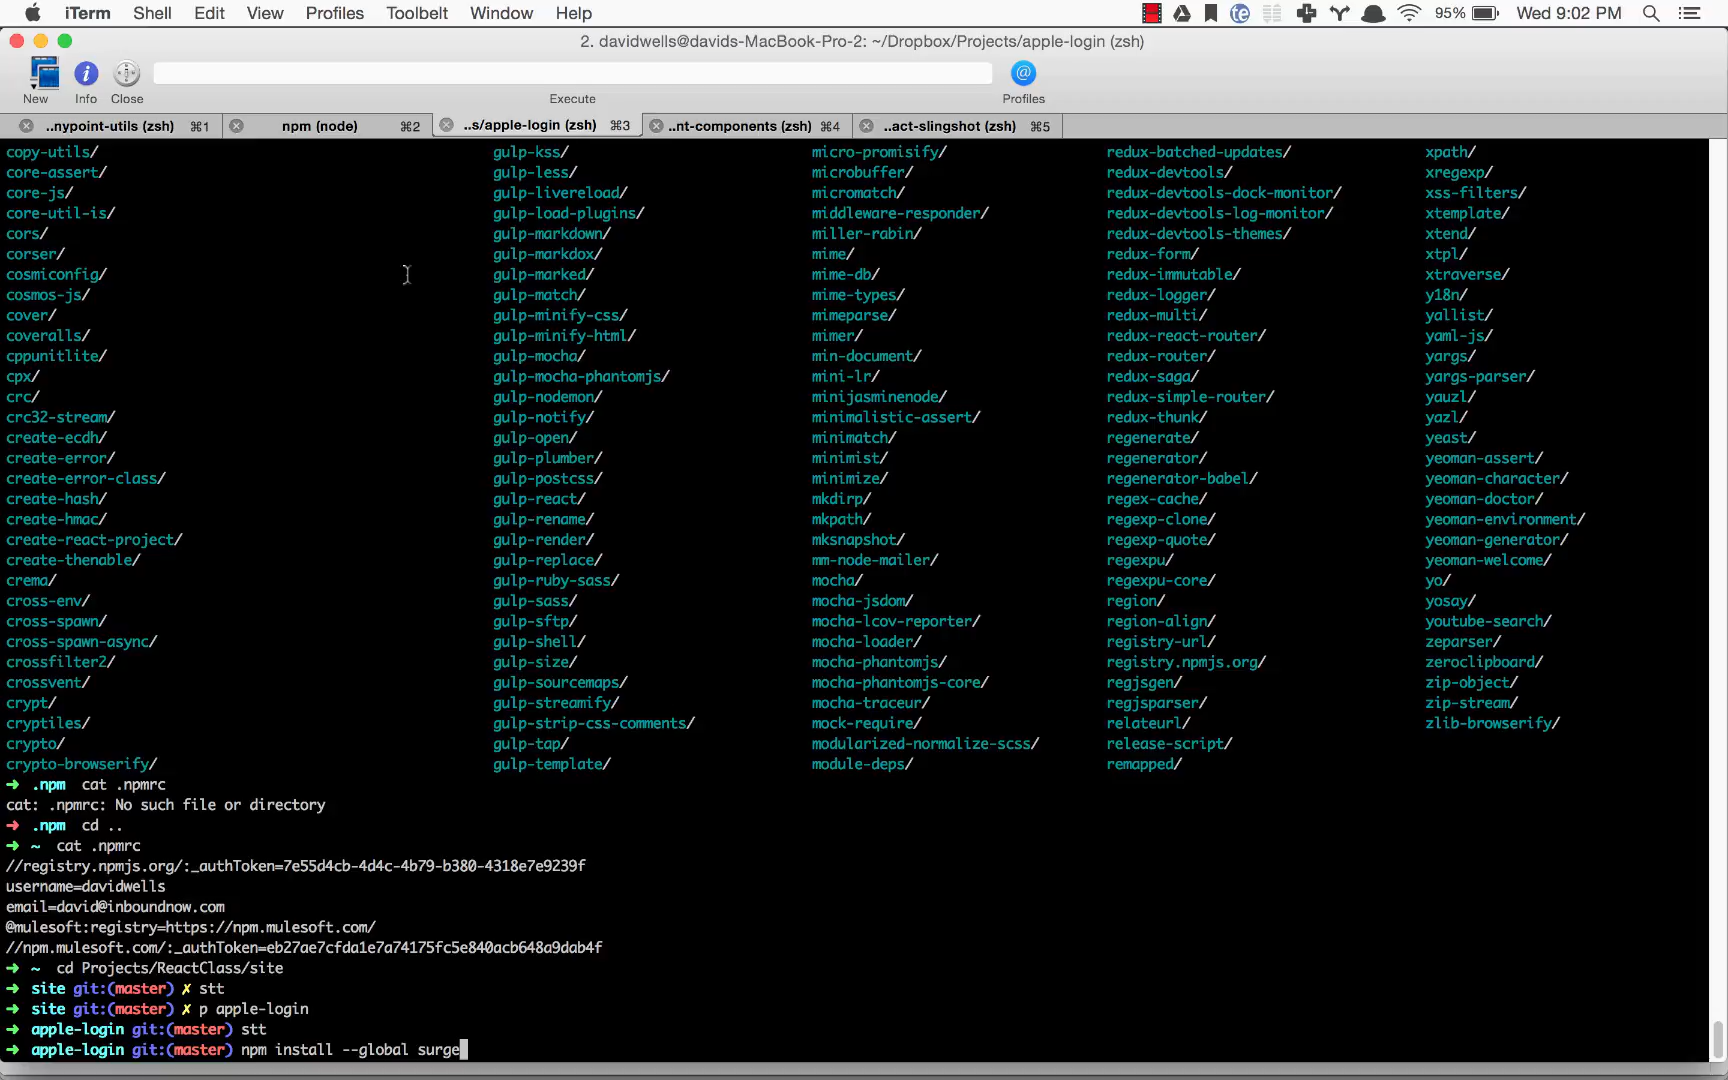 iTerm Shell Edit View Profiles Toolbelt Window Help te 95% Wed 9:02 PM
2. davidwells@davids-MacBook-Pro-2: ~/Dropbox/Projects/apple-login (zsh)
New Info Close Execute Profiles
..nypoint-utils (zsh) ⌘1 npm (node) ⌘2 ..s/apple-login (zsh) ⌘3 ..nt-components (zsh) ⌘4 ..act-slingshot (zsh) ⌘5
copy-utils/ gulp-kss/ micro-promisify/ redux-batched-updates/ xpath/
core-assert/ gulp-less/ microbuffer/ redux-devtools/ xregexp/
core-js/ gulp-livereload/ micromatch/ redux-devtools-dock-monitor/ xss-filters/
core-util-is/ gulp-load-plugins/ middleware-responder/ redux-devtools-log-monitor/ xtemplate/
cors/ gulp-markdown/ miller-rabin/ redux-devtools-themes/ xtend/
corser/ gulp-markdox/ mime/ redux-form/ xtpl/
cosmiconfig/ gulp-marked/ mime-db/ redux-immutable/ xtraverse/
cosmos-js/ gulp-match/ mime-types/ redux-logger/ y18n/
cover/ gulp-minify-css/ mimeparse/ redux-multi/ yallist/
coveralls/ gulp-minify-html/ mimer/ redux-react-router/ yaml-js/
cppunitlite/ gulp-mocha/ min-document/ redux-router/ yargs/
cpx/ gulp-mocha-phantomjs/ mini-lr/ redux-saga/ yargs-parser/
crc/ gulp-nodemon/ minijasminenode/ redux-simple-router/ yauzl/
crc32-stream/ gulp-notify/ minimalistic-assert/ redux-thunk/ yazl/
create-ecdh/ gulp-open/ minimatch/ regenerate/ yeast/
create-error/ gulp-plumber/ minimist/ regenerator/ yeoman-assert/
create-error-class/ gulp-postcss/ minimize/ regenerator-babel/ yeoman-character/
create-hash/ gulp-react/ mkdirp/ regex-cache/ yeoman-doctor/
create-hmac/ gulp-rename/ mkpath/ regexp-clone/ yeoman-environment/
create-react-project/ gulp-render/ mksnapshot/ regexp-quote/ yeoman-generator/
create-thenable/ gulp-replace/ mm-node-mailer/ regexpu/ yeoman-welcome/
crema/ gulp-ruby-sass/ mocha/ regexpu-core/ yo/
cross-env/ gulp-sass/ mocha-jsdom/ region/ yosay/
cross-spawn/ gulp-sftp/ mocha-lcov-reporter/ region-align/ youtube-search/
cross-spawn-async/ gulp-shell/ mocha-loader/ registry-url/ zeparser/
crossfilter2/ gulp-size/ mocha-phantomjs/ registry.npmjs.org/ zeroclipboard/
crossvent/ gulp-sourcemaps/ mocha-phantomjs-core/ regjsgen/ zip-object/
crypt/ gulp-streamify/ mocha-traceur/ regjsparser/ zip-stream/
cryptiles/ gulp-strip-css-comments/ mock-require/ relateurl/ zlib-browserify/
crypto/ gulp-tap/ modularized-normalize-scss/ release-script/
crypto-browserify/ gulp-template/ module-deps/ remapped/
➜ .npm cat .npmrc
cat: .npmrc: No such file or directory
➜ .npm cd ..
➜ ~ cat .npmrc
//registry.npmjs.org/:_authToken=7e55d4cb-4d4c-4b79-b380-4318e7e9239f
username=davidwells
email=david@inboundnow.com
@mulesoft:registry=https://npm.mulesoft.com/
//npm.mulesoft.com/:_authToken=eb27ae7cfda1e7a74175fc5e840acb648a9dab4f
➜ ~ cd Projects/ReactClass/site
➜ site git:(master) ✗ stt
➜ site git:(master) ✗ p apple-login
➜ apple-login git:(master) stt
➜ apple-login git:(master) npm install --global surge